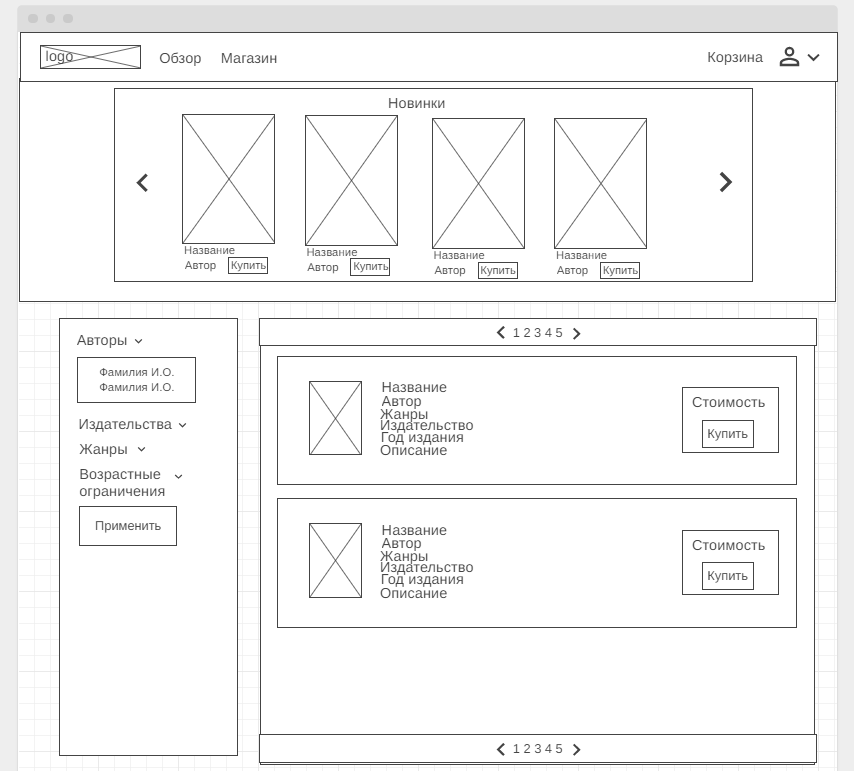 logo
Обзор
Магазин
Корзина
Новинки
Название
Автор Купить
Название
Автор Купить
Название
Автор Купить
Название
Автор Купить
Авторы
Фамилия И.О.
Фамилия И.О.
Издательства
Жанры
Возрастные
ограничения
Применить
1 2 3 4 5
Название
Автор
Жанры
Издательство
Год издания
Описание
Стоимость
Купить
Название
Автор
Жанры
Издательство
Год издания
Описание
Стоимость
Купить
1 2 3 4 5